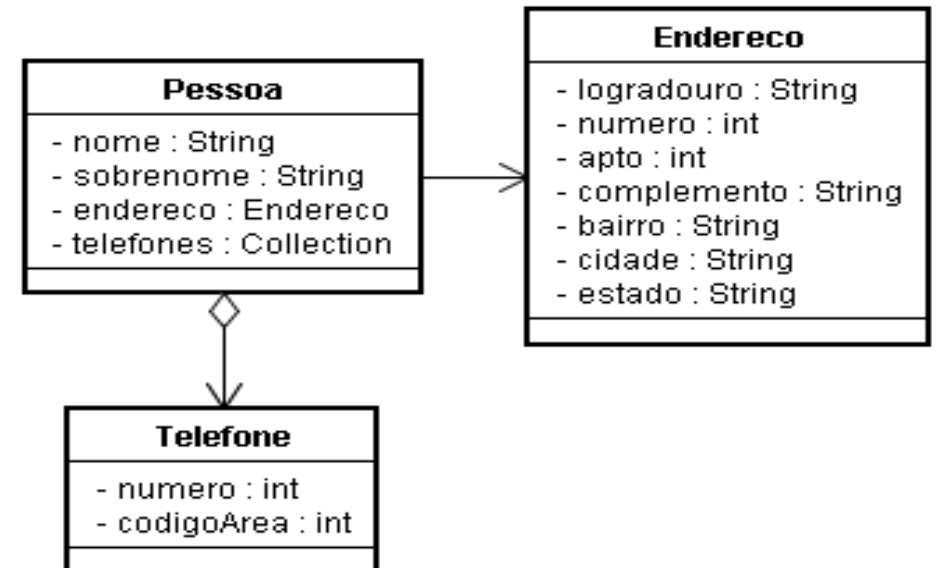 Pessoa
- nome : String
- sobrenome : String
- endereco : Endereco
- telefones : Collection
Endereco
- logradouro : String
- numero : int
- apto : int
- complemento : String
- bairro : String
- cidade : String
- estado : String
Telefone
- numero : int
- codigoArea : int